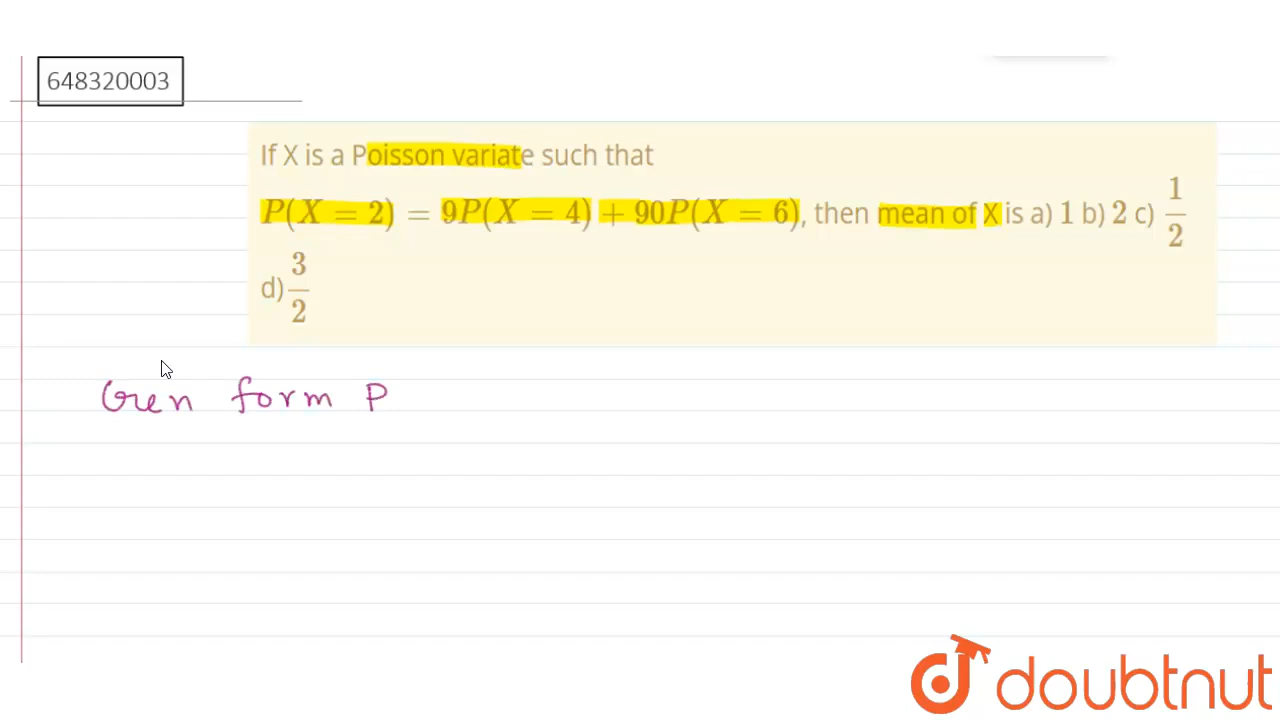 648320003
If X is a Poisson variate such that
P(X = 2) = 9P(X = 4) + 90P(X = 6), then mean of X is a) 1 b) 2 c) 1/2
d) 3/2
Gen form P
doubtnut